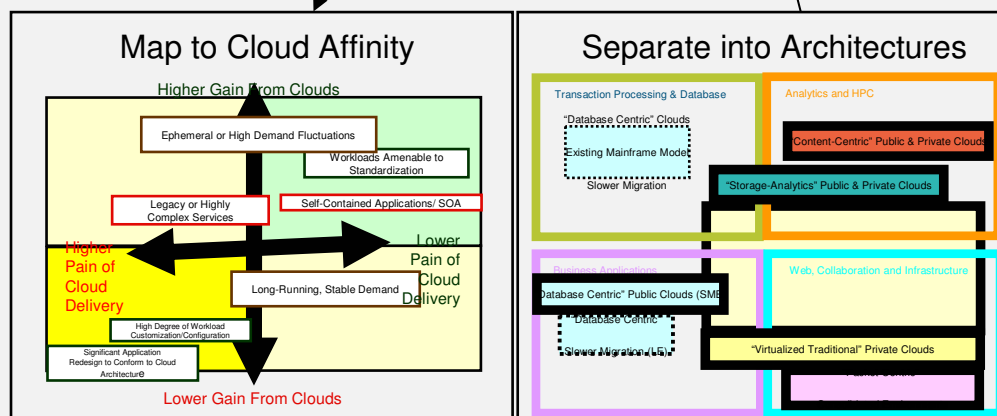 Map to Cloud Affinity
Higher Gain From Clouds
Ephemeral or High Demand Fluctuations
Workloads Amenable to
Standardization
Legacy or Highly
Complex Services
Self-Contained Applications/ SOA
Higher
Pain of
Cloud
Delivery
Lower
Pain of
Cloud
Delivery
Long-Running, Stable Demand
High Degree of Workload
Customization/Configuration
Significant Application
Redesign to Conform to Cloud
Architecture
Lower Gain From Clouds
Separate into Architectures
Transaction Processing & Database
"Database Centric" Clouds
Existing Mainframe Mode
Slower Migration
Analytics and HPC
"Content-Centric" Public & Private Clouds
"Storage-Analytics" Public & Private Clouds
Business Applications
Database Centric" Public Clouds (SME
Database Centric
Slower Migration (LE)
Web, Collaboration and Infrastructure
"Virtualized Traditional" Private Clouds